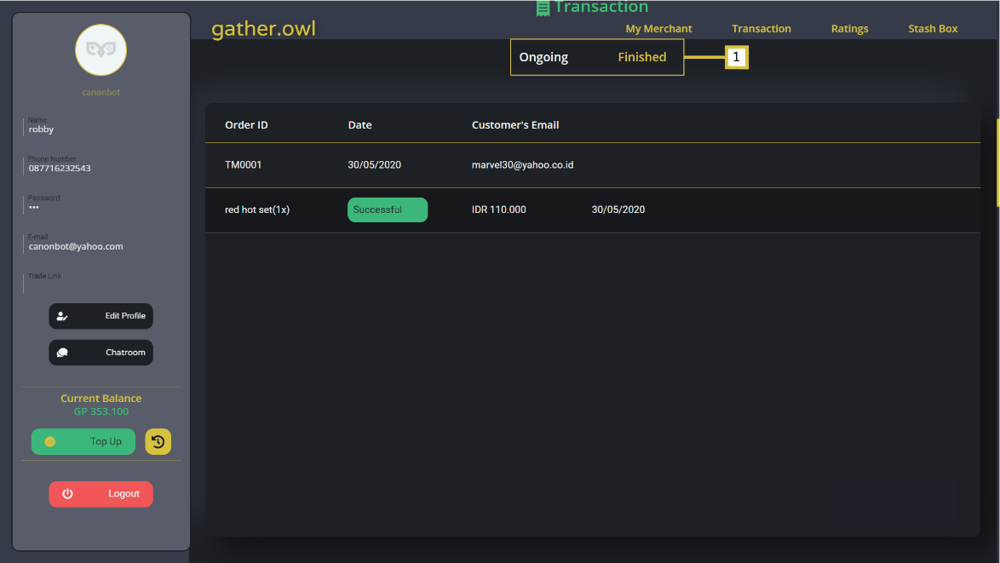 Transaction
gather.owl
My Merchant Transaction Ratings Stash Box
Ongoing Finished 1
canonbot
Name
robby
Phone Number
087716232543
Password
•••
E-mail
canonbot@yahoo.com
Trade Link
Edit Profile
Chatroom
Current Balance
GP 353.100
Top Up
Logout
Order ID Date Customer's Email
TM0001 30/05/2020 marvel30@yahoo.co.id
red hot set(1x) Successful IDR 110.000 30/05/2020